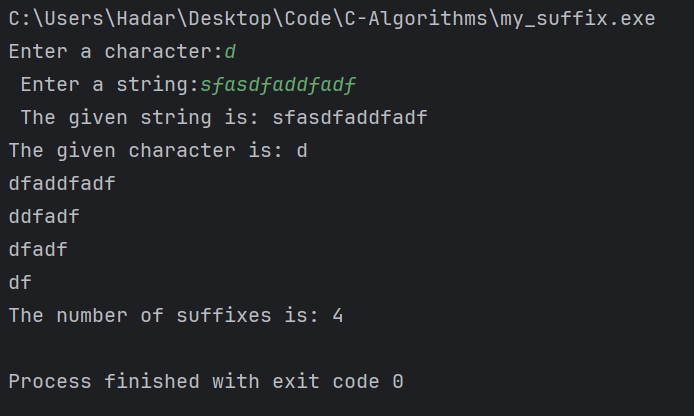 C:\Users\Hadar\Desktop\Code\C-Algorithms\my_suffix.exe
Enter a character:d
 Enter a string:sfasdfaddfadf
 The given string is: sfasdfaddfadf
The given character is: d
dfaddfadf
ddfadf
dfadf
df
The number of suffixes is: 4

Process finished with exit code 0